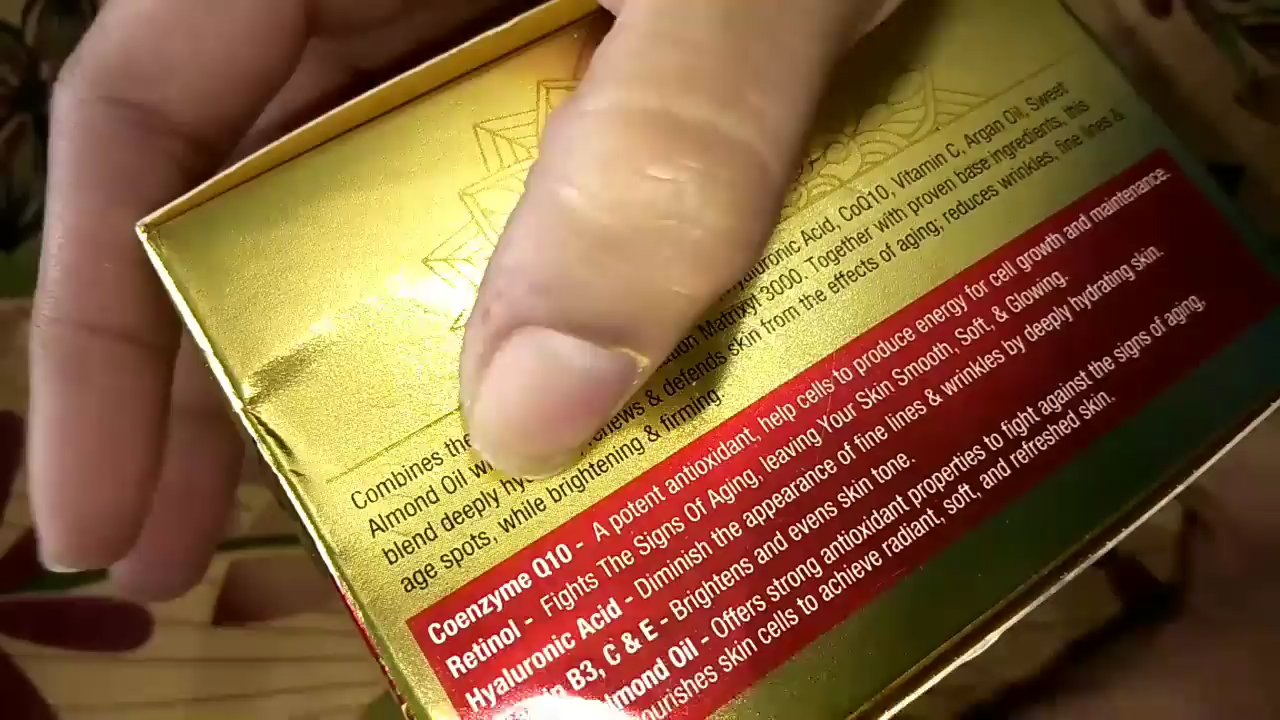 Combines the Hyaluronic Acid, CoQ10, Vitamin C, Argan Oil, Sweet
Almond Oil Matrixyl 3000. Together with proven base ingredients, this
blend deeply & defends skin from the effects of aging; reduces wrinkles, fine lines &
age spots, while brightening & firming
Coenzyme Q10 - A potent antioxidant, help cells to produce energy for cell growth and maintenance.
Retinol - Fights The Signs Of Aging, leaving Your Skin Smooth, Soft, & Glowing.
Hyaluronic Acid - Diminish the appearance of fine lines & wrinkles by deeply hydrating skin.
B3, C & E - Brightens and evens skin tone.
Almond Oil - Offers strong antioxidant properties to fight against the signs of aging,
nourishes skin cells to achieve radiant, soft, and refreshed skin.